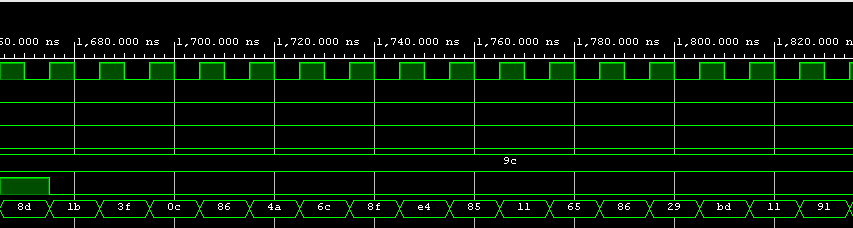 60.000 ns 1,680.000 ns 1,700.000 ns 1,720.000 ns 1,740.000 ns 1,760.000 ns 1,780.000 ns 1,800.000 ns 1,820.000 n
9c
8d 1b 3f 0c 86 4a 6c 8f e4 85 11 65 86 29 bd 11 91